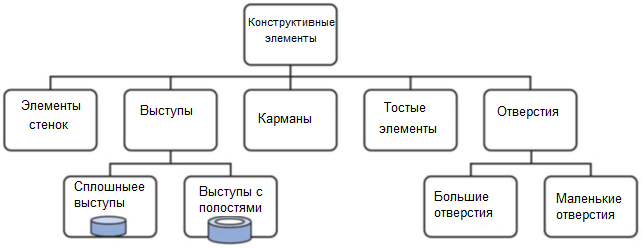 Конструктивные
элементы
Элементы
стенок
Выступы
Карманы
Тостые
элементы
Отверстия
Сплошныее
выступы
Выступы с
полостями
Большие
отверстия
Маленькие
отверстия